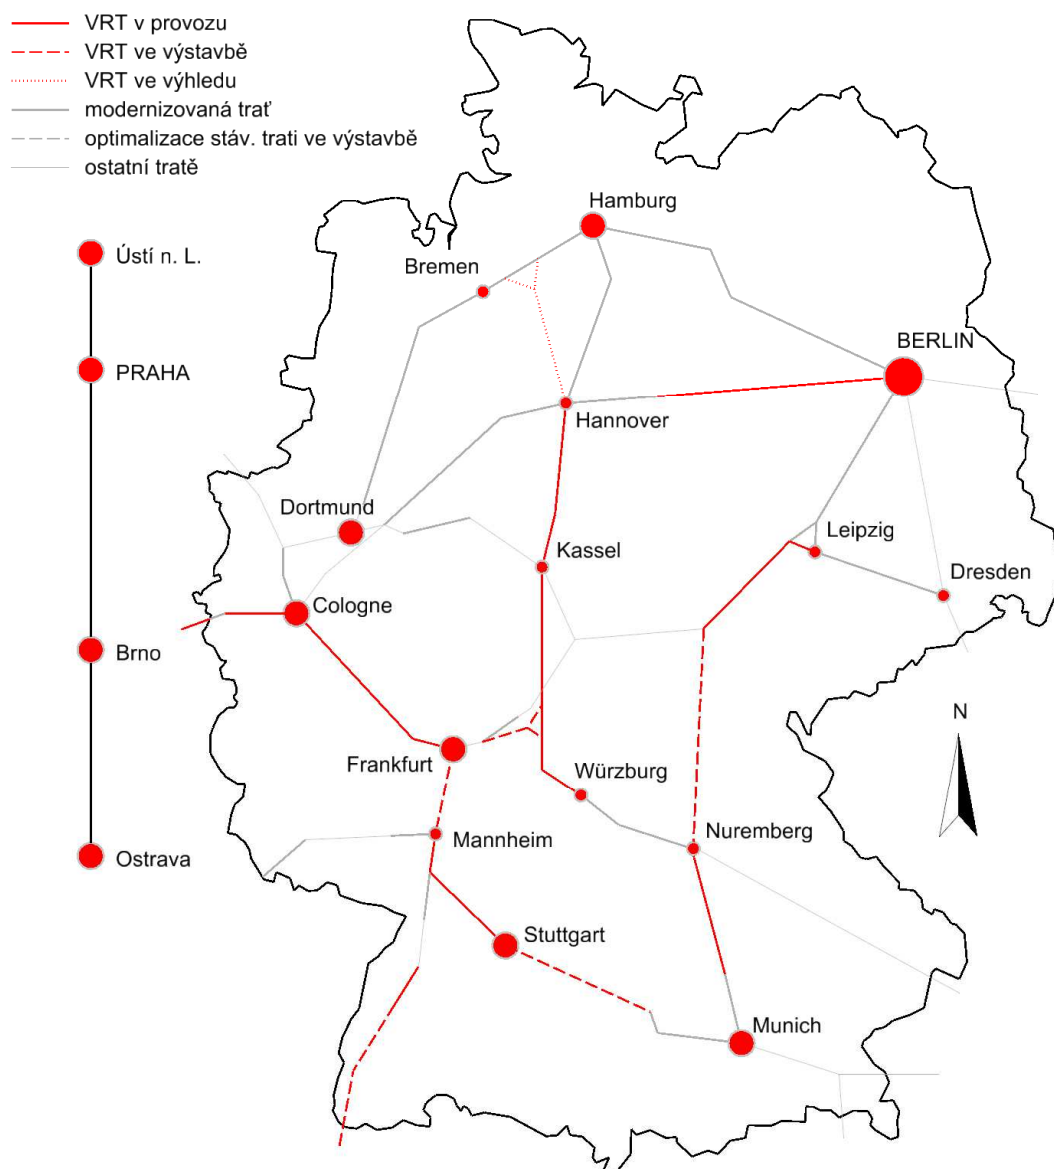 VRT v provozu
VRT ve výstavbě
VRT ve výhledu
modernizovaná trať
optimalizace stáv. trati ve výstavbě
ostatní tratě
Hamburg
Ústí n. L.
Bremen
BERLIN
PRAHA
Hannover
Dortmund
Leipzig
Kassel
Dresden
Cologne
Brno
N
Frankfurt
Würzburg
Mannheim
Nuremberg
Ostrava
Stuttgart
Munich